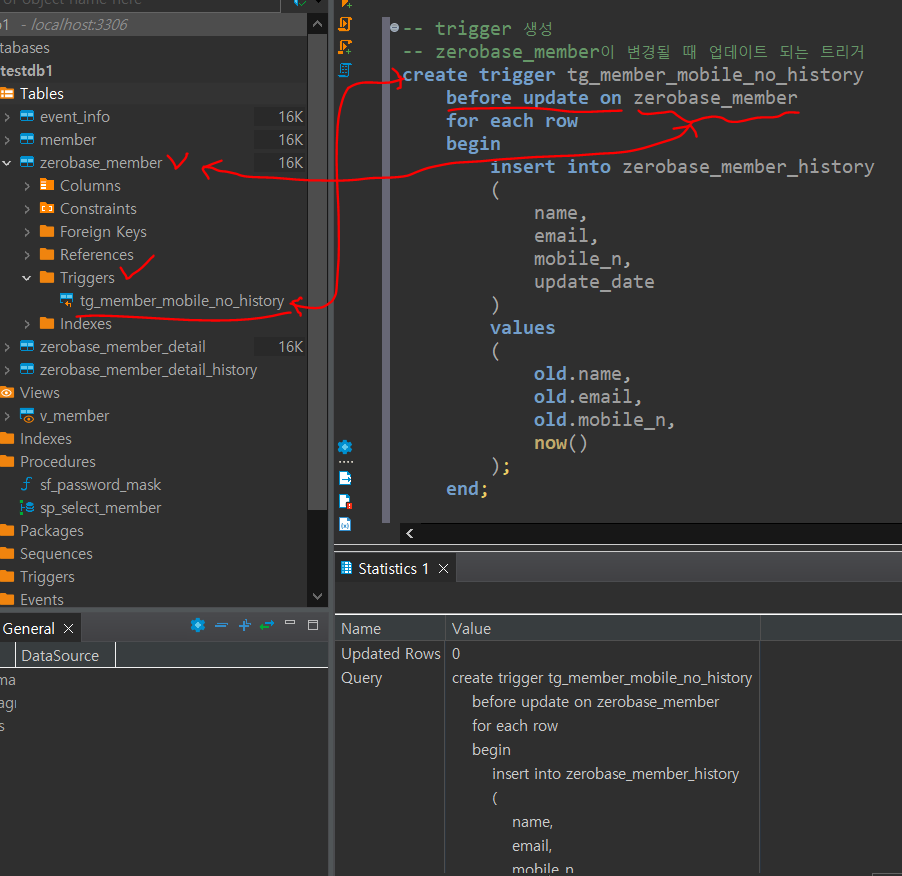 or object name here
01 - localhost:3306
tabases
testdb1
Tables
event_info 16K
member 16K
zerobase_member 16K
Columns
Constraints
Foreign Keys
References
Triggers
tg_member_mobile_no_history
Indexes
zerobase_member_detail 16K
zerobase_member_detail_history
Views
v_member
Indexes
Procedures
sf_password_mask
sp_select_member
Packages
Sequences
Triggers
Events
General
DataSource
ma
agr
s
-- trigger 생성
-- zerobase_member이 변경될 때 업데이트 되는 트리거
create trigger tg_member_mobile_no_history
before update on zerobase_member
for each row
begin
insert into zerobase_member_history
(
name,
email,
mobile_n,
update_date
)
values
(
old.name,
old.email,
old.mobile_n,
now()
);
end;
Statistics 1
Name Value
Updated Rows 0
Query create trigger tg_member_mobile_no_history
before update on zerobase_member
for each row
begin
insert into zerobase_member_history
(
name,
email,
mobile_n,